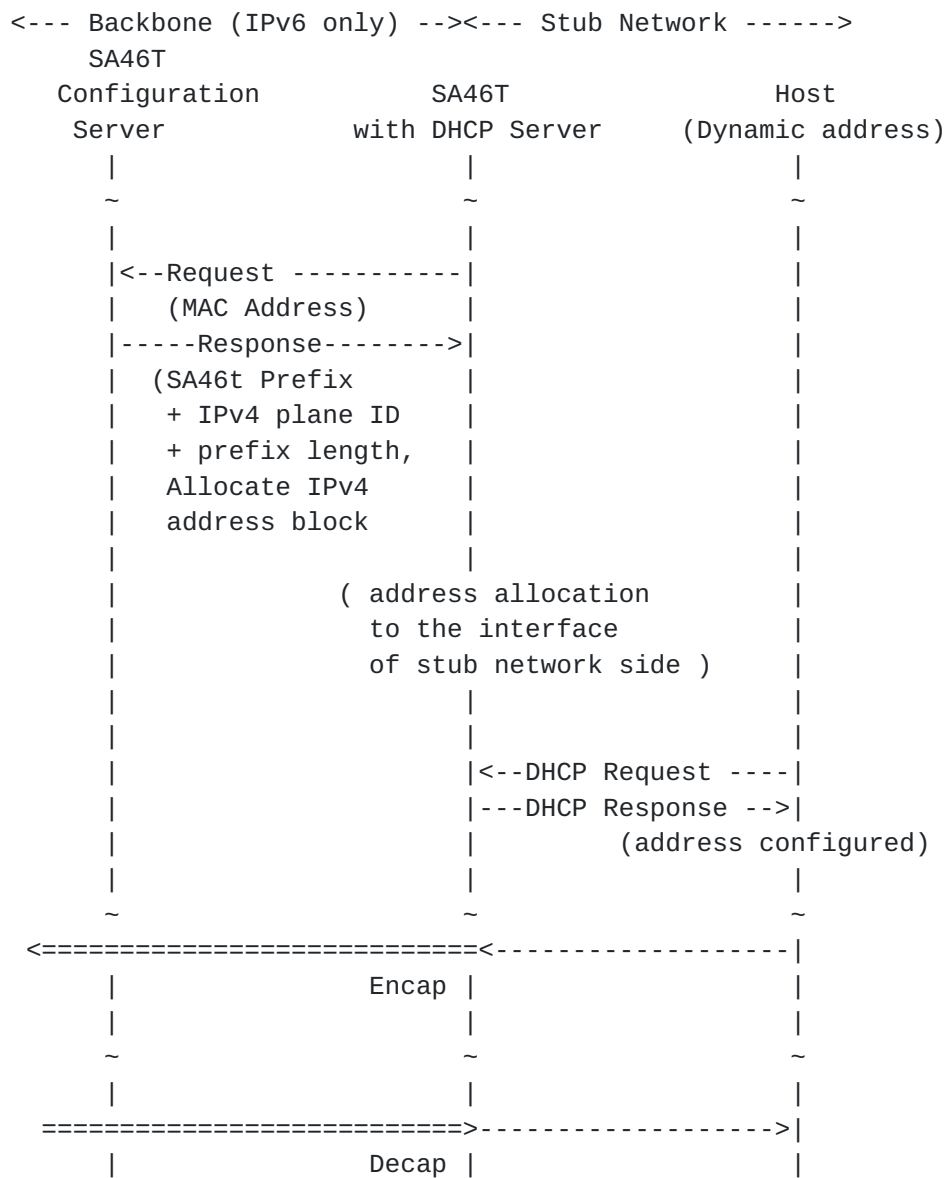 <--- Backbone (IPv6 only) --><--- Stub Network ------>
     SA46T
   Configuration           SA46T                 Host
    Server            with DHCP Server     (Dynamic address)
      |                      |                    |
      ~                      ~                    ~
      |                      |                    |
      |<--Request -----------|                    |
      |   (MAC Address)      |                    |
      |-----Response-------->|                    |
      |  (SA46t Prefix       |                    |
      |   + IPv4 plane ID    |                    |
      |   + prefix length,   |                    |
      |   Allocate IPv4      |                    |
      |   address block      |                    |
      |                      |                    |
      |              ( address allocation         |
      |                to the interface           |
      |                of stub network side )     |
      |                      |                    |
      |                      |                    |
      |                      |<--DHCP Request ----|
      |                      |---DHCP Response -->|
      |                      |         (address configured)
      |                      |                    |
      ~                      ~                    ~
 <============================<-------------------|
      |                Encap |                    |
      |                      |                    |
      ~                      ~                    ~
      |                      |                    |
  ===========================>------------------->|
      |                Decap |                    |